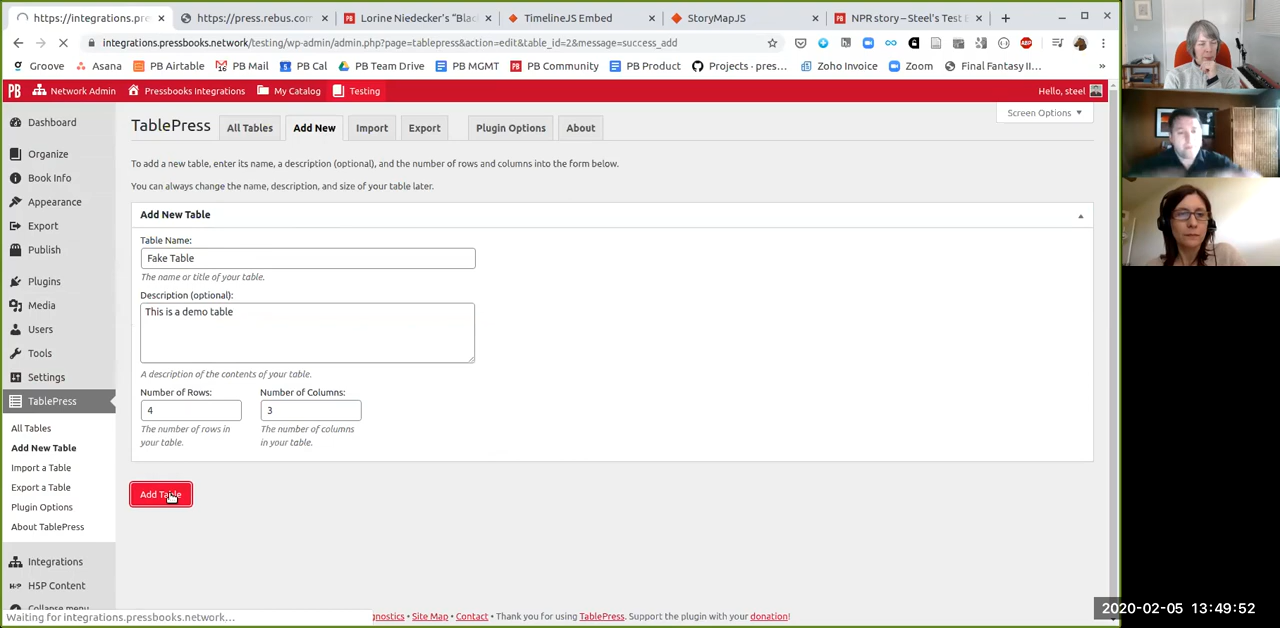 https://integrations.
https://press.rebus.com
Lorine Niedecker's "Blac
TimelineJS Embed
StoryMapJS
NPR story – Steel's Test B
integrations.pressbooks.network/testing/wp-admin/admin.php?page=tablepress&action=edit&table_id=2&message=success_add
Groove
Asana
PB Airtable
PB Mail
PB Cal
PB Team Drive
PB MGMT
PB Community
PB Product
Projects · pres...
Zoho Invoice
Zoom
Final Fantasy II...
»
PB
Network Admin
Pressbooks Integrations
My Catalog
Testing
Hello, steel
Dashboard
Organize
Book Info
Appearance
Export
Publish
Plugins
Media
Users
Tools
Settings
TablePress
All Tables
Add New Table
Import a Table
Export a Table
Plugin Options
About TablePress
Integrations
H5P Content
Collapse menu
Screen Options
TablePress
All Tables
Add New
Import
Export
Plugin Options
About
To add a new table, enter its name, a description (optional), and the number of rows and columns into the form below.
You can always change the name, description, and size of your table later.
Add New Table
Table Name:
Fake Table
The name or title of your table.
Description (optional):
This is a demo table
A description of the contents of your table.
Number of Rows:
4
The number of rows in
your table.
Number of Columns:
3
The number of columns
in your table.
Add Table
Waiting for integrations.pressbooks.network...
gnostics • Site Map • Contact • Thank you for using TablePress. Support the plugin with your donation!
2020-02-05 13:49:52